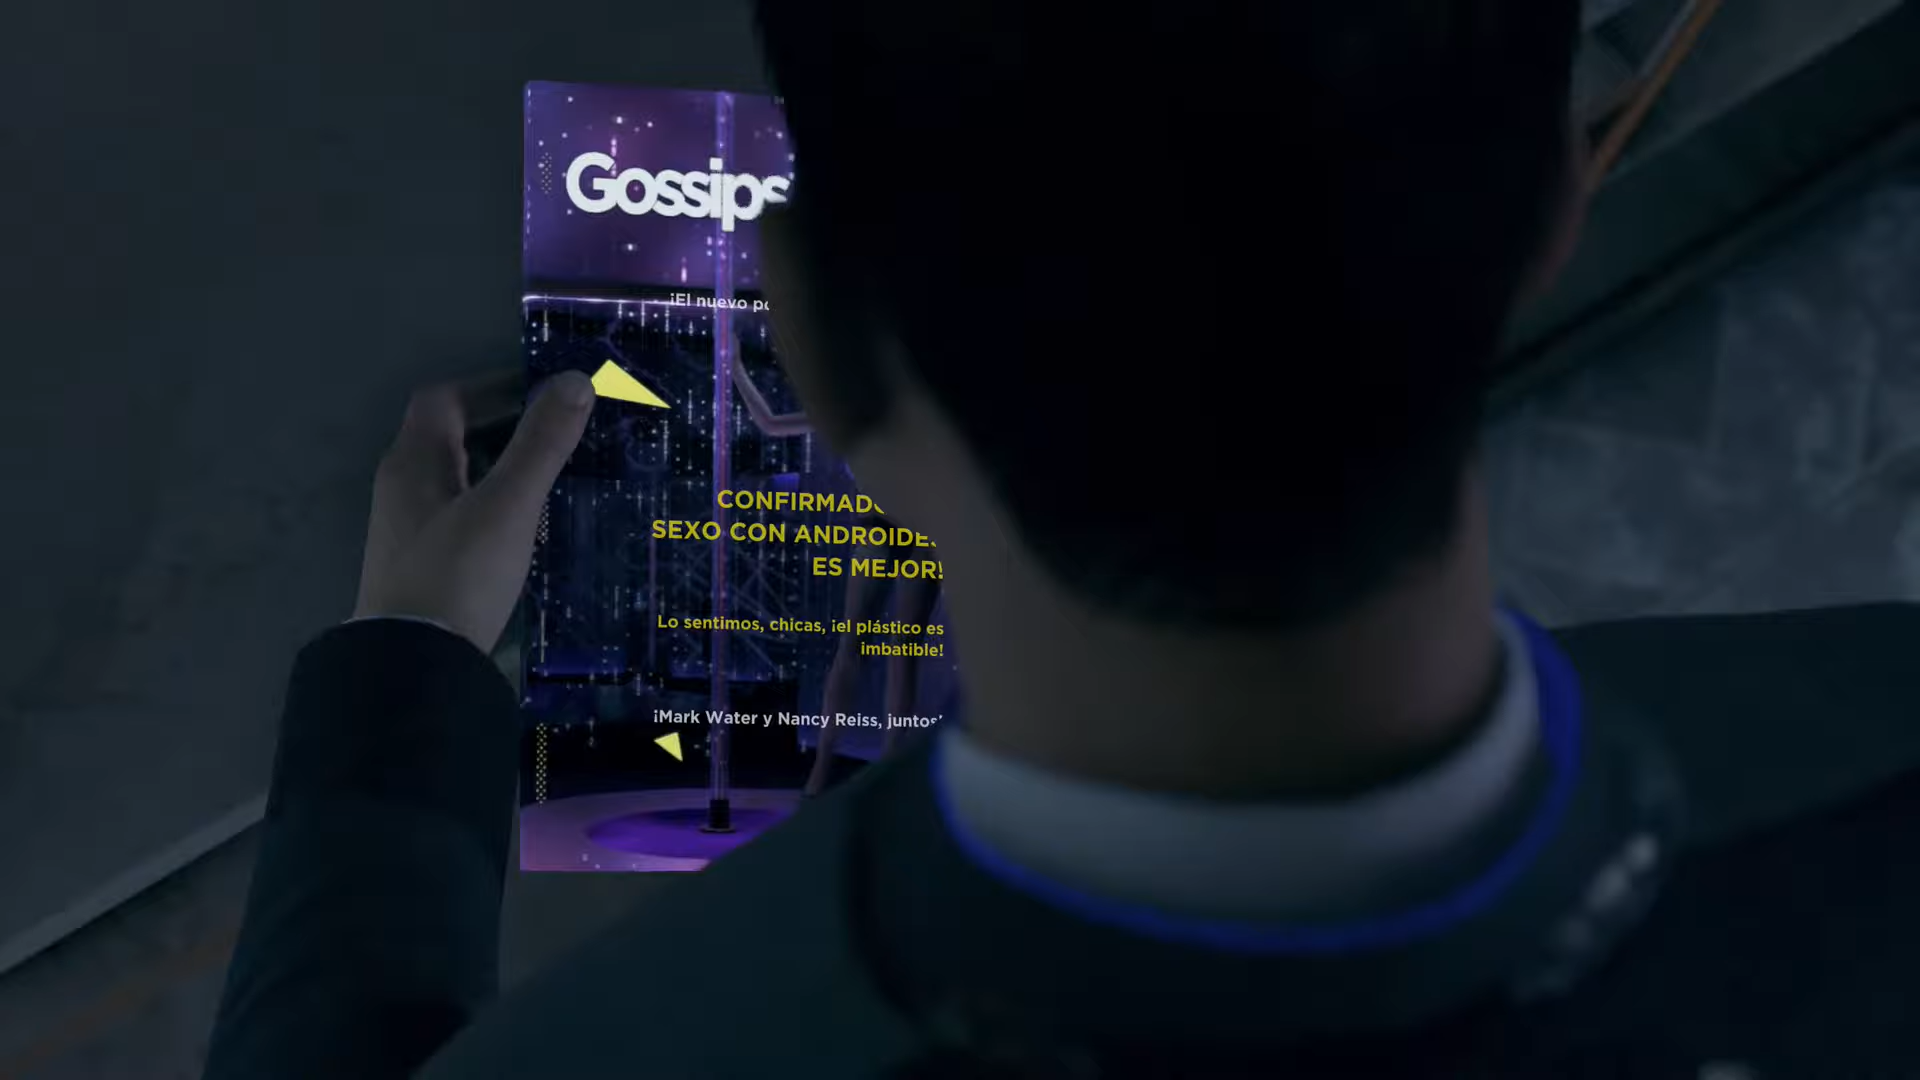 Gossips
¡El nuevo
CONFIRMADO
SEXO CON ANDROIDES
ES MEJOR!
Lo sentimos, chicas, ¡el plástico es
imbatible!
¡Mark Water y Nancy Reiss, juntos!